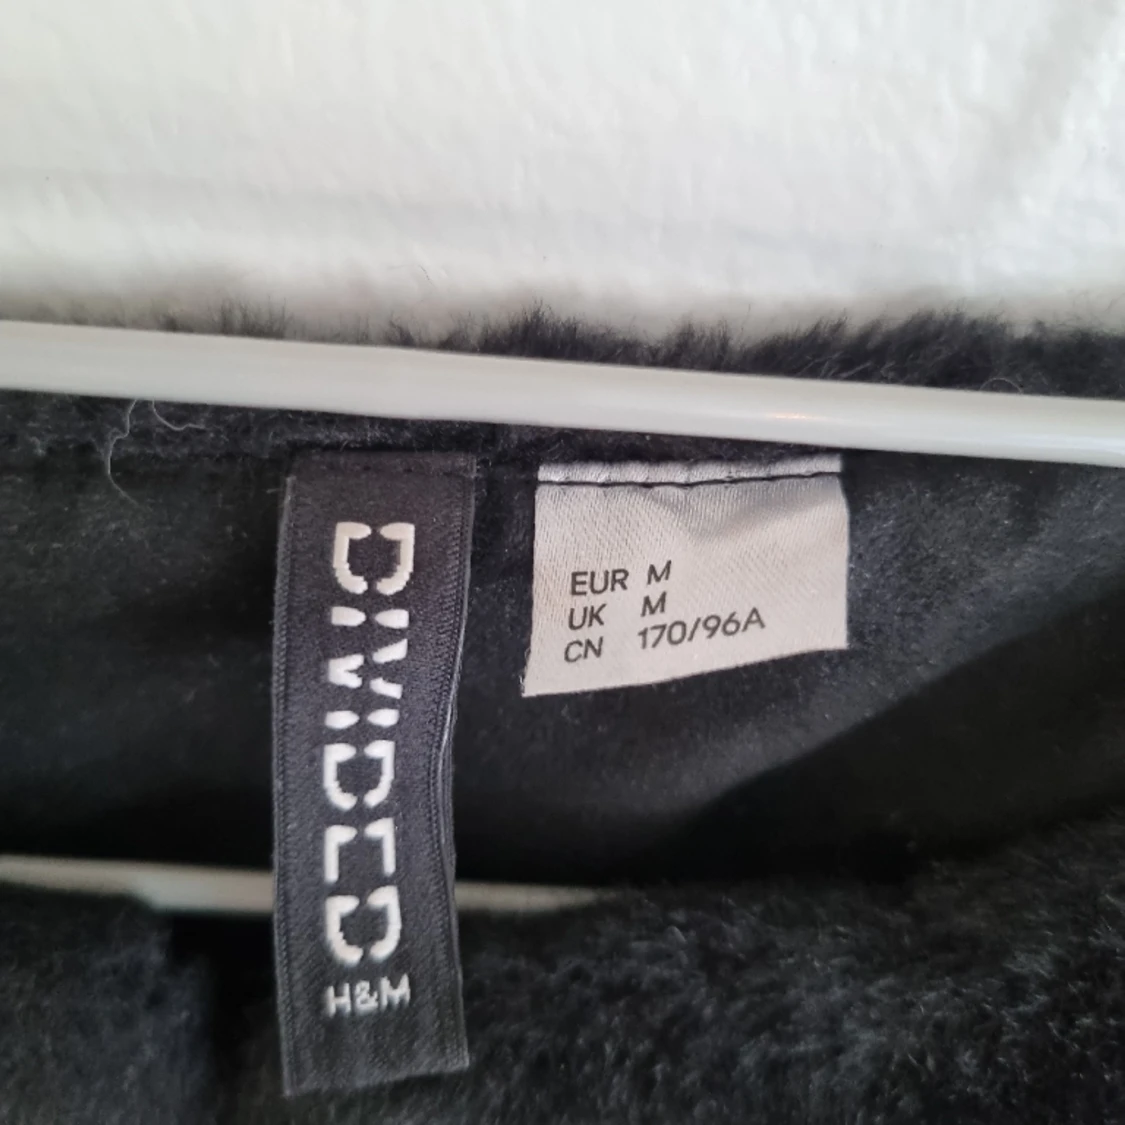 DIVIDED
H&M
EUR M
UK M
CN 170/96A